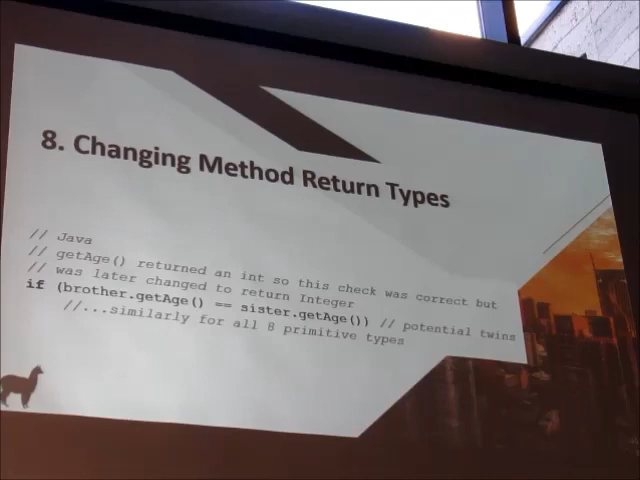 8. Changing Method Return Types
// Java
// getAge() returned an int so this check was correct but
// was later changed to return Integer
if (brother.getAge() == sister.getAge()) // potential twins
//...similarly for all 8 primitive types